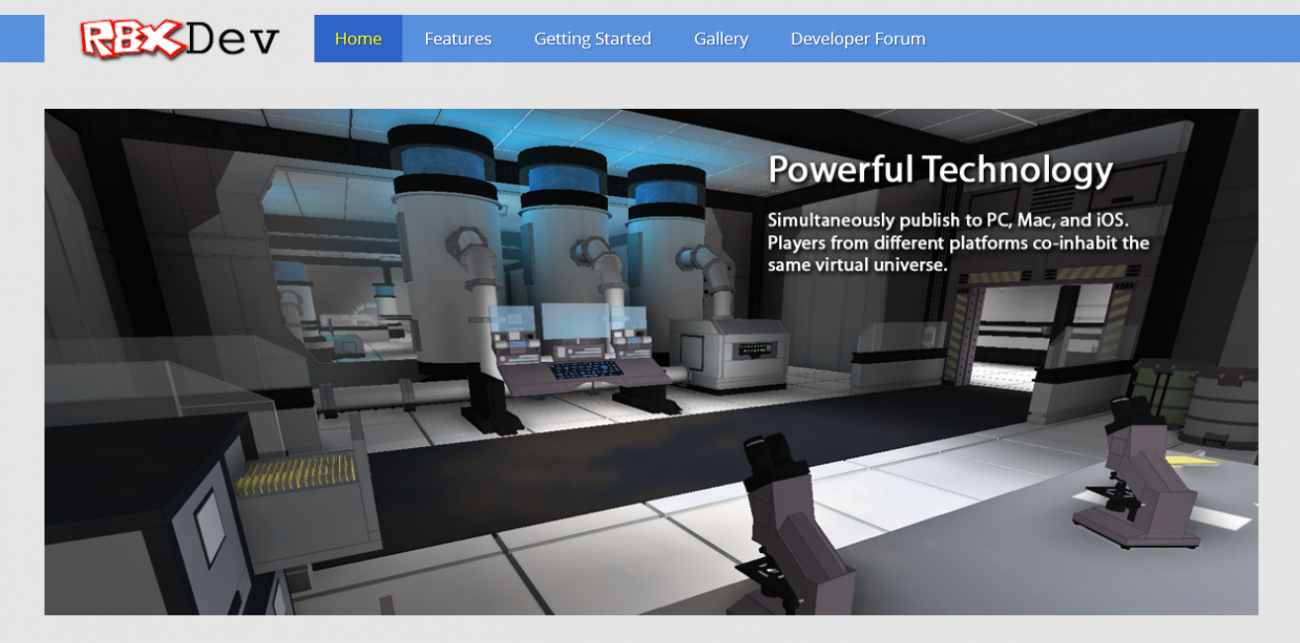 RBXDev
Home Features Getting Started Gallery Developer Forum
Powerful Technology
Simultaneously publish to PC, Mac, and iOS.
Players from different platforms co-inhabit the
same virtual universe.